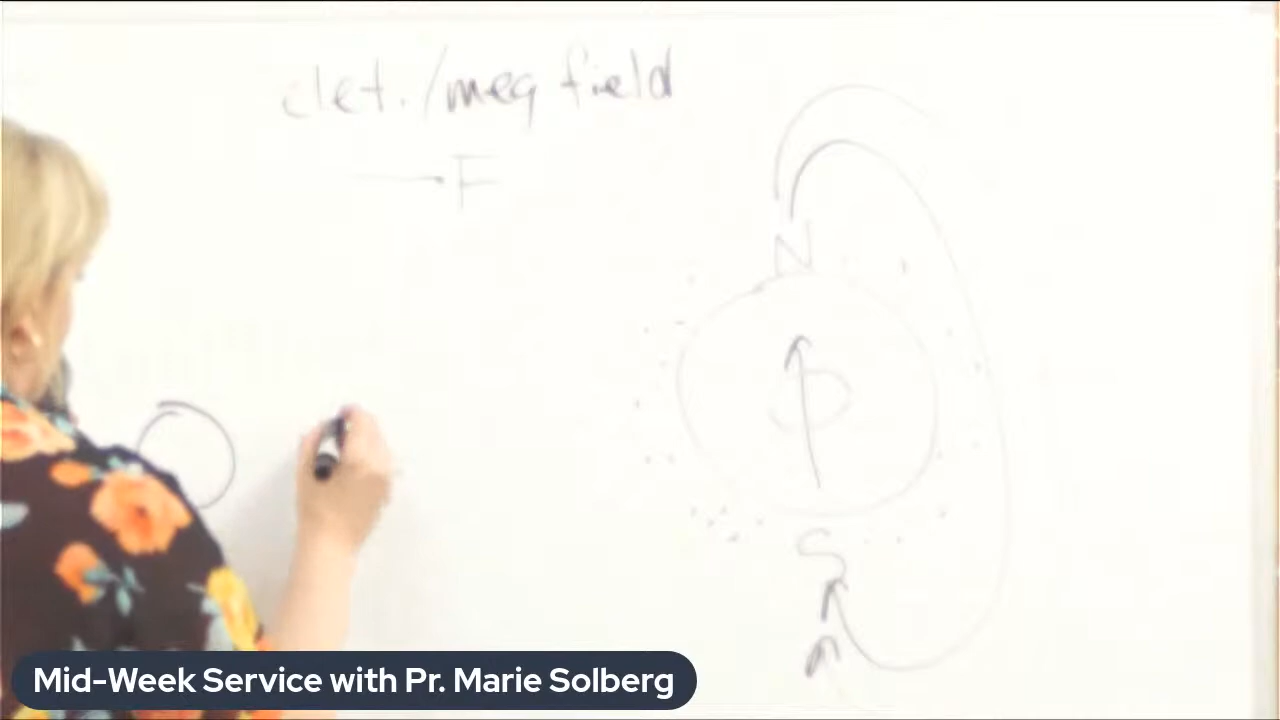 elet./meg field
→F
N
S
Mid-Week Service with Pr. Marie Solberg